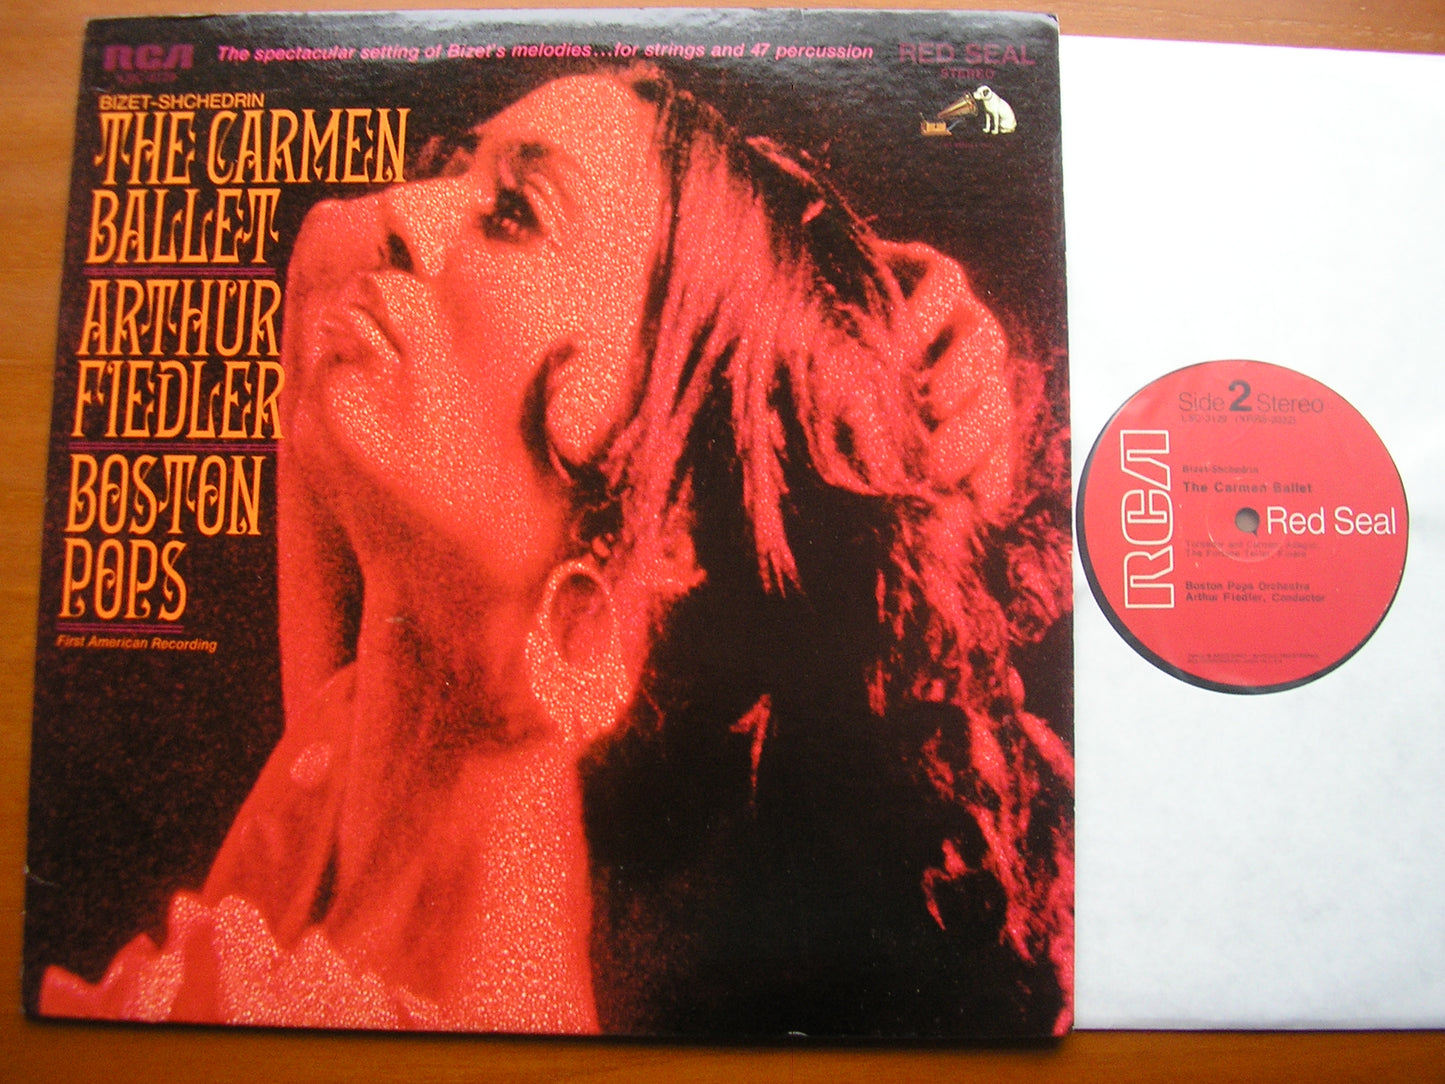 RCA
The spectacular setting of Bizet's melodies...for strings and 47 percussion
RED SEAL
STEREO
BIZET-SHCHEDRIN
THE CARMEN
BALLET
ARTHUR
FIEDLER
BOSTON
POPS
First American Recording
Side 2 Stereo
RCA
Bizet-Shchedrin
The Carmen Ballet
Red Seal
Boston Pops Orchestra
Arthur Fiedler, Conductor